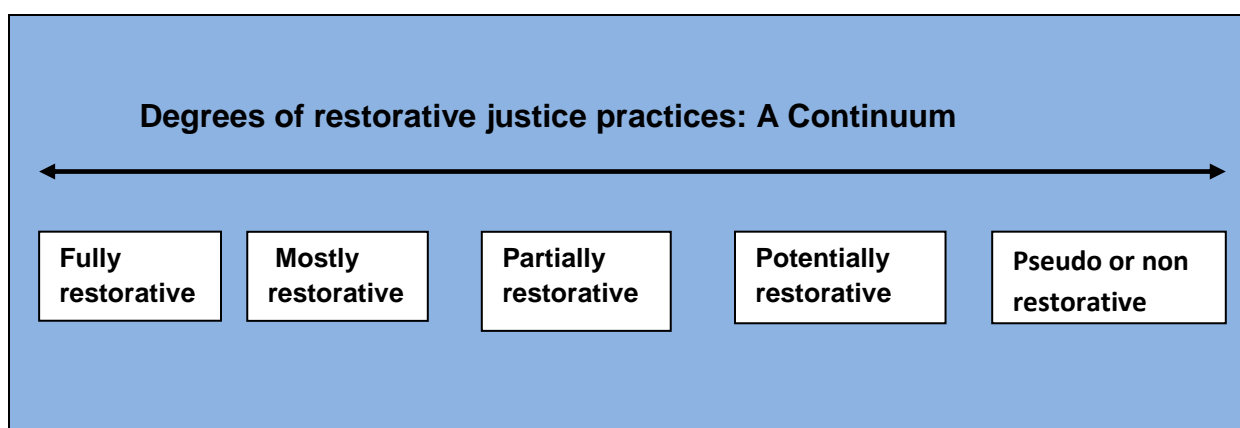 Degrees of restorative justice practices: A Continuum
Fully
restorative
Mostly
restorative
Partially
restorative
Potentially
restorative
Pseudo or non
restorative